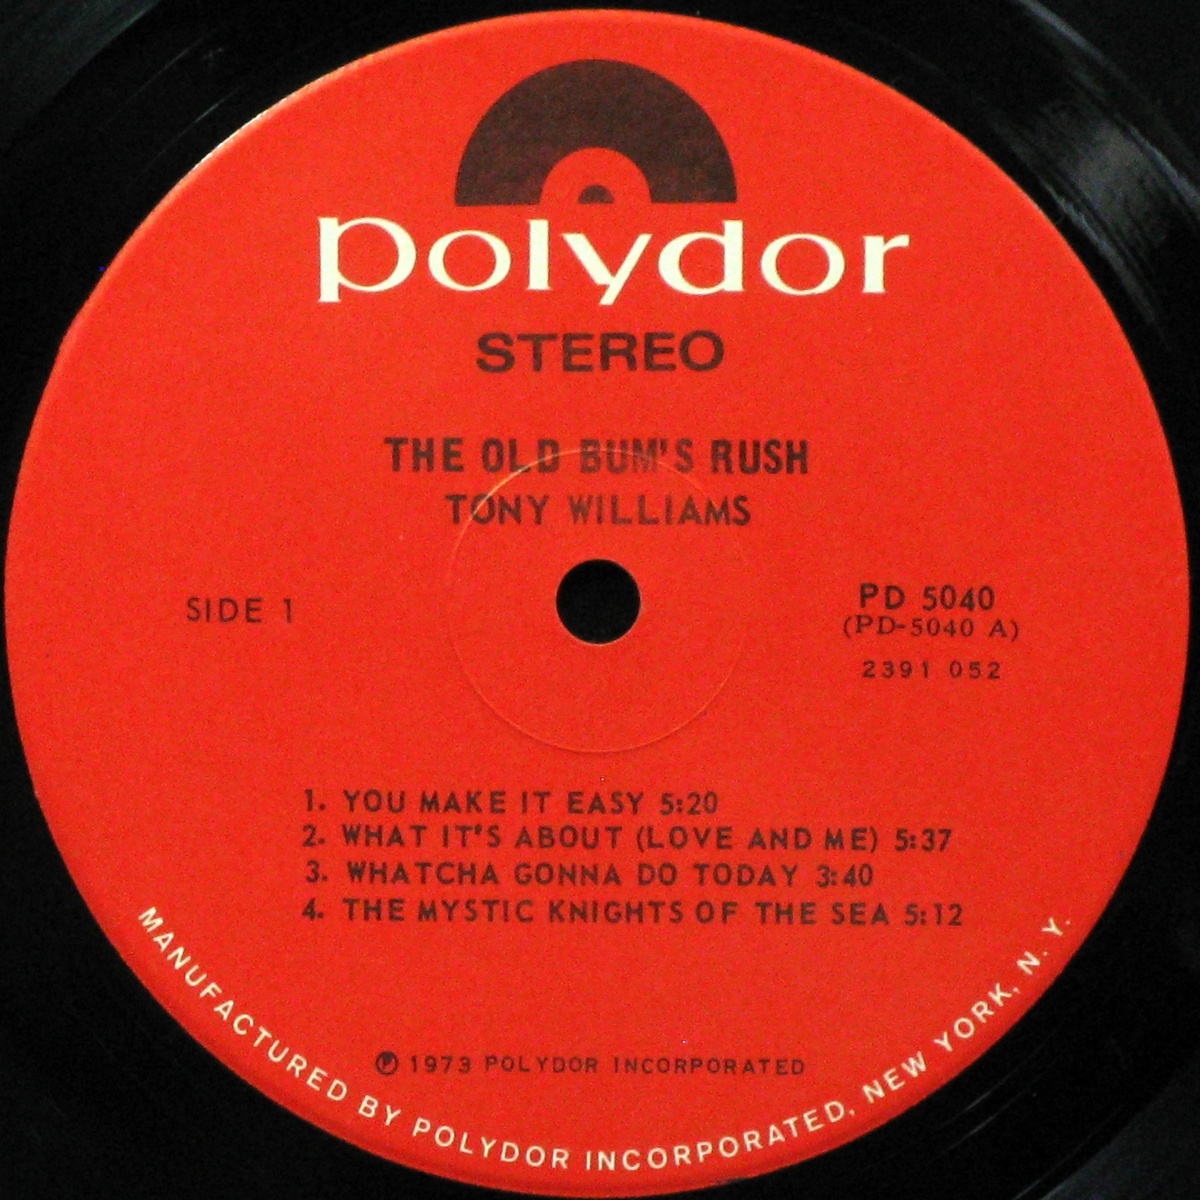 polydor
STEREO
THE OLD BUM'S RUSH
TONY WILLIAMS
SIDE 1
PD 5040
(PD-5040 A)
2391 052
1. YOU MAKE IT EASY 5:20
2. WHAT IT'S ABOUT (LOVE AND ME) 5:37
3. WHATCHA GONNA DO TODAY 3:40
4. THE MYSTIC KNIGHTS OF THE SEA 5:12
℗ 1973 POLYDOR INCORPORATED
MANUFACTURED BY POLYDOR INCORPORATED, NEW YORK, N. Y.